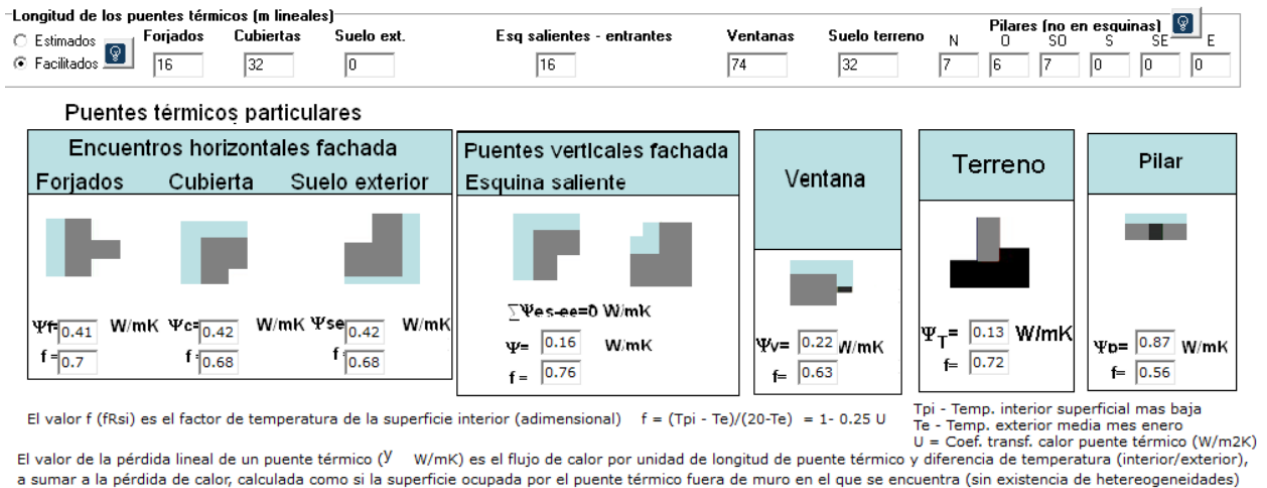 Longitud de los puentes térmicos (m lineales)
Estimados Forjados Cubiertas Suelo ext. Esq salientes - entrantes Ventanas Suelo terreno Pilares (no en esquinas)
N O SO S SE E
Facilitados 16 32 0 16 74 32 7 6 7 0 0 0
Puentes térmicos particulares
Encuentros horizontales fachada
Forjados Cubierta Suelo exterior
Puentes verticales fachada
Esquina saliente
Ventana
Terreno
Pilar
Ψf= 0.41 W/mK Ψc= 0.42 W/mK Ψse 0.42 W/mK
f = 0.7 f = 0.68 f 0.68
∑Ψes-ee=0 W/mK
Ψ= 0.16 W/mK
f = 0.76
Ψv= 0.22 W/mK
f= 0.63
ΨT= 0.13 W/mK
f= 0.72
Ψp= 0.87 W/mK
f= 0.56
El valor f (fRsi) es el factor de temperatura de la superficie interior (adimensional) f = (Tpi - Te)/(20-Te) = 1- 0.25 U
Tpi - Temp. interior superficial mas baja
Te - Temp. exterior media mes enero
U = Coef. transf. calor puente térmico (W/m2K)
El valor de la pérdida lineal de un puente térmico (y W/mK) es el flujo de calor por unidad de longitud de puente térmico y diferencia de temperatura (interior/exterior),
a sumar a la pérdida de calor, calculada como si la superficie ocupada por el puente térmico fuera de muro en el que se encuentra (sin existencia de hetereogeneidades)